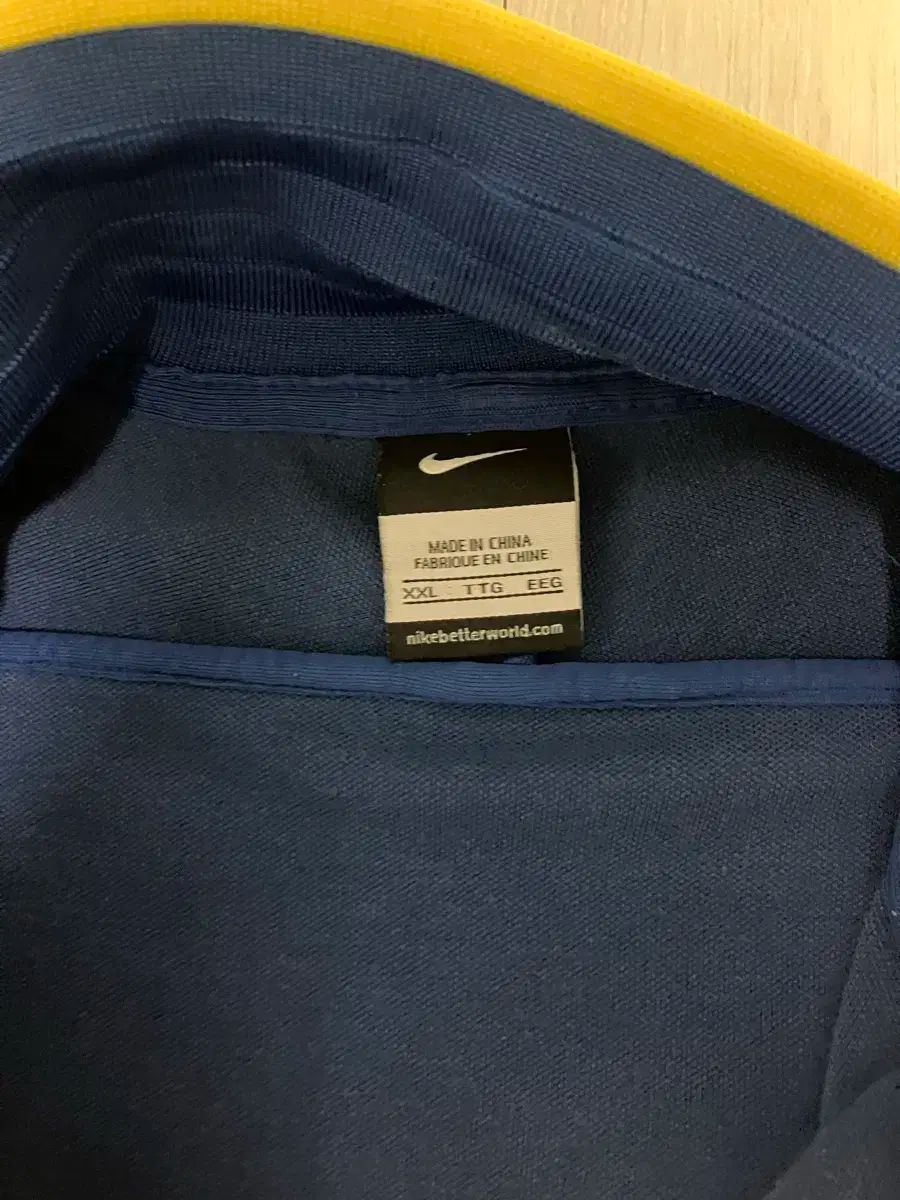 MADE IN CHINA
FABRIQUE EN CHINE
XXL TTG EEG
nikebetterworld.com